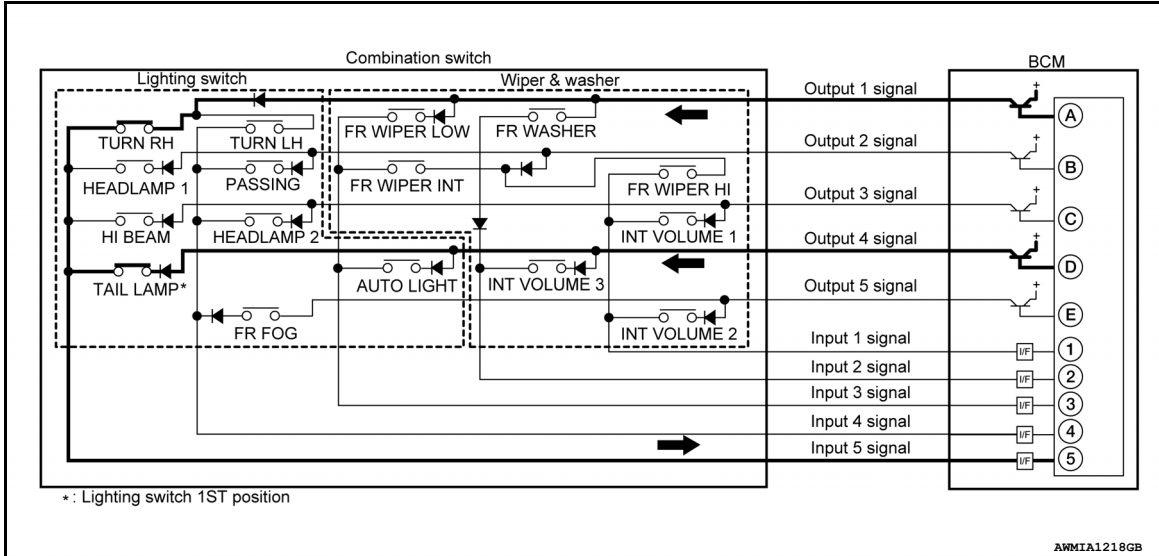 Combination switch
BCM
Lighting switch
Wiper & washer
Output 1 signal
+
A
TURN RH
TURN LH
FR WIPER LOW
FR WASHER
Output 2 signal
+
B
HEADLAMP 1
PASSING
FR WIPER INT
FR WIPER HI
Output 3 signal
+
C
HI BEAM
HEADLAMP 2
INT VOLUME 1
Output 4 signal
+
D
TAIL LAMP*
AUTO LIGHT
INT VOLUME 3
Output 5 signal
+
E
FR FOG
INT VOLUME 2
Input 1 signal
I/F
1
Input 2 signal
I/F
2
Input 3 signal
I/F
3
Input 4 signal
I/F
4
Input 5 signal
I/F
5
* : Lighting switch 1ST position
AWMIA1218GB